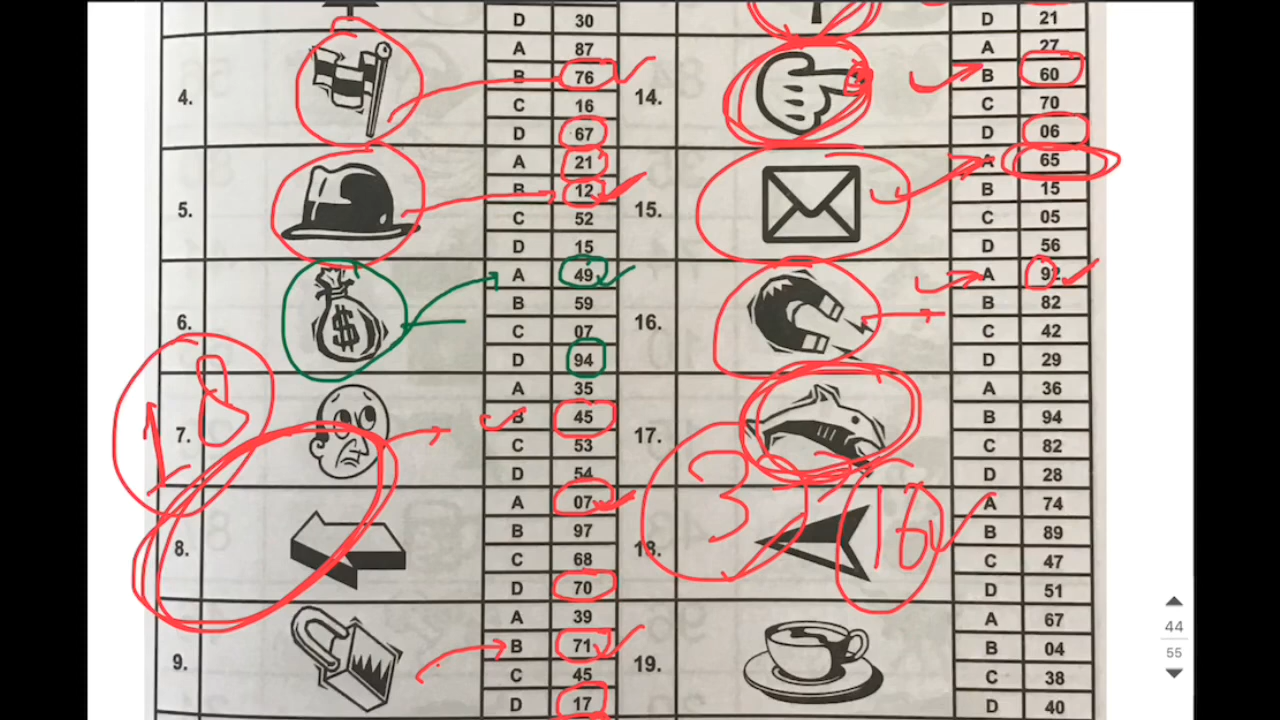 D 30
4. A 87
B 76
C 16
D 67
5. A 21
B 12
C 52
D 15
6. $ A 49
B 59
C 07
D 94
7. A 35
B 45
C 53
D 54
8. A 07
B 97
C 68
D 70
9. A 39
B 71
C 45
D 17
18
D 21
14. A 27
B 60
C 70
D 06
15. A 65
B 15
C 05
D 56
16. A 92
B 82
C 42
D 29
17. A 36
B 94
C 82
D 28
18. A 74
B 89
C 47
D 51
3
19. A 67
B 04
C 38
D 40
44
55